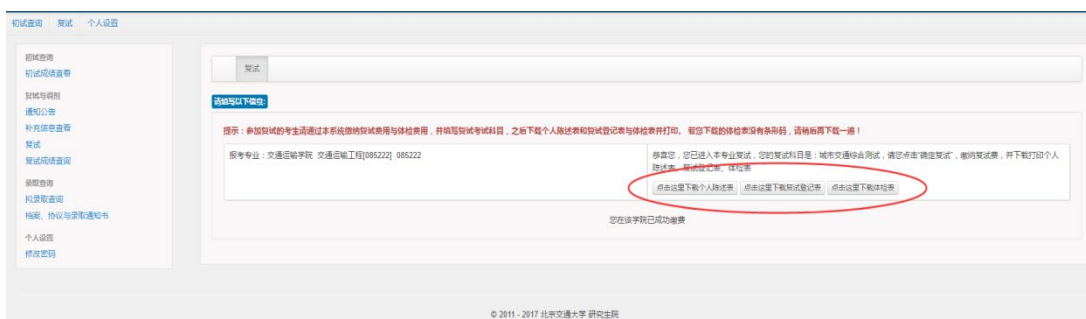 初试查询 复试 个人设置
初试查询
初试成绩查看
复试与调剂
通知公告
补充信息查看
复试
复试成绩查询
录取查询
拟录取查询
档案、协议与录取通知书
个人设置
修改密码
复试
请填写以下信息:
提示：参加复试的考生请通过本系统缴纳复试费用与体检费用，并填写复试考试科目，之后下载个人陈述表和复试登记表与体检表并打印。 若您下载的体检表没有条形码，请稍后再下载一遍！
报考专业：交通运输学院 交通运输工程[085222] 085222
恭喜您，您已进入本专业复试，您的复试科目是：城市交通综合测试，请您点击"确定复试"，缴纳复试费，并下载打印个人
陈述表、复试登记表、体检表
点击这里下载个人陈述表 点击这里下载复试登记表 点击这里下载体检表
您在该学院已成功缴费
© 2011 - 2017 北京交通大学 研究生院